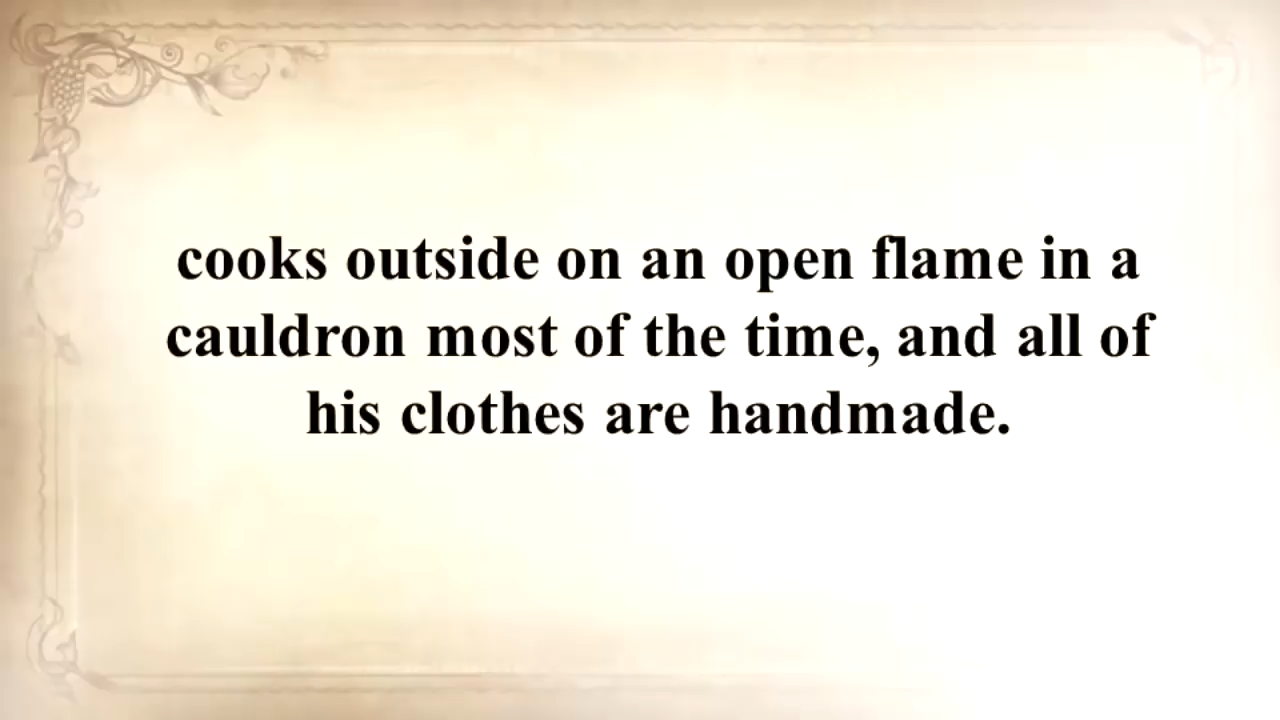 cooks outside on an open flame in a
cauldron most of the time, and all of
his clothes are handmade.